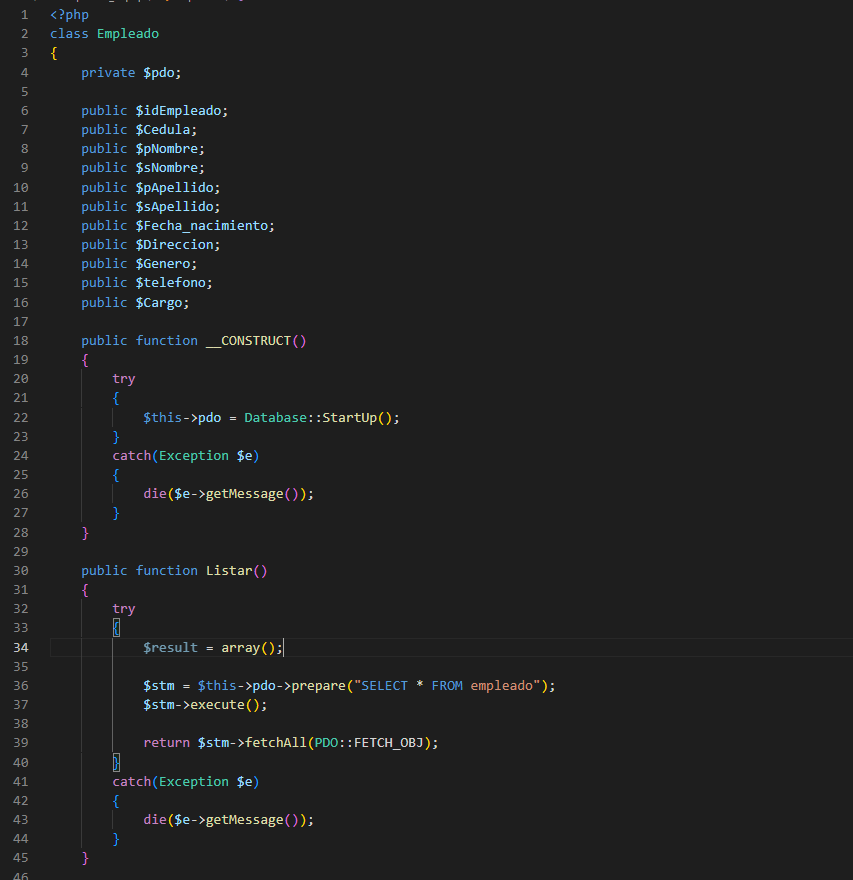 1 <?php
2 class Empleado
3 {
4     private $pdo;
5
6     public $idEmpleado;
7     public $Cedula;
8     public $pNombre;
9     public $sNombre;
10     public $pApellido;
11     public $sApellido;
12     public $Fecha_nacimiento;
13     public $Direccion;
14     public $Genero;
15     public $telefono;
16     public $Cargo;
17
18     public function __CONSTRUCT()
19     {
20         try
21         {
22             $this->pdo = Database::StartUp();
23         }
24         catch(Exception $e)
25         {
26             die($e->getMessage());
27         }
28     }
29
30     public function Listar()
31     {
32         try
33         {
34             $result = array();
35
36             $stm = $this->pdo->prepare("SELECT * FROM empleado");
37             $stm->execute();
38
39             return $stm->fetchAll(PDO::FETCH_OBJ);
40         }
41         catch(Exception $e)
42         {
43             die($e->getMessage());
44         }
45     }
46